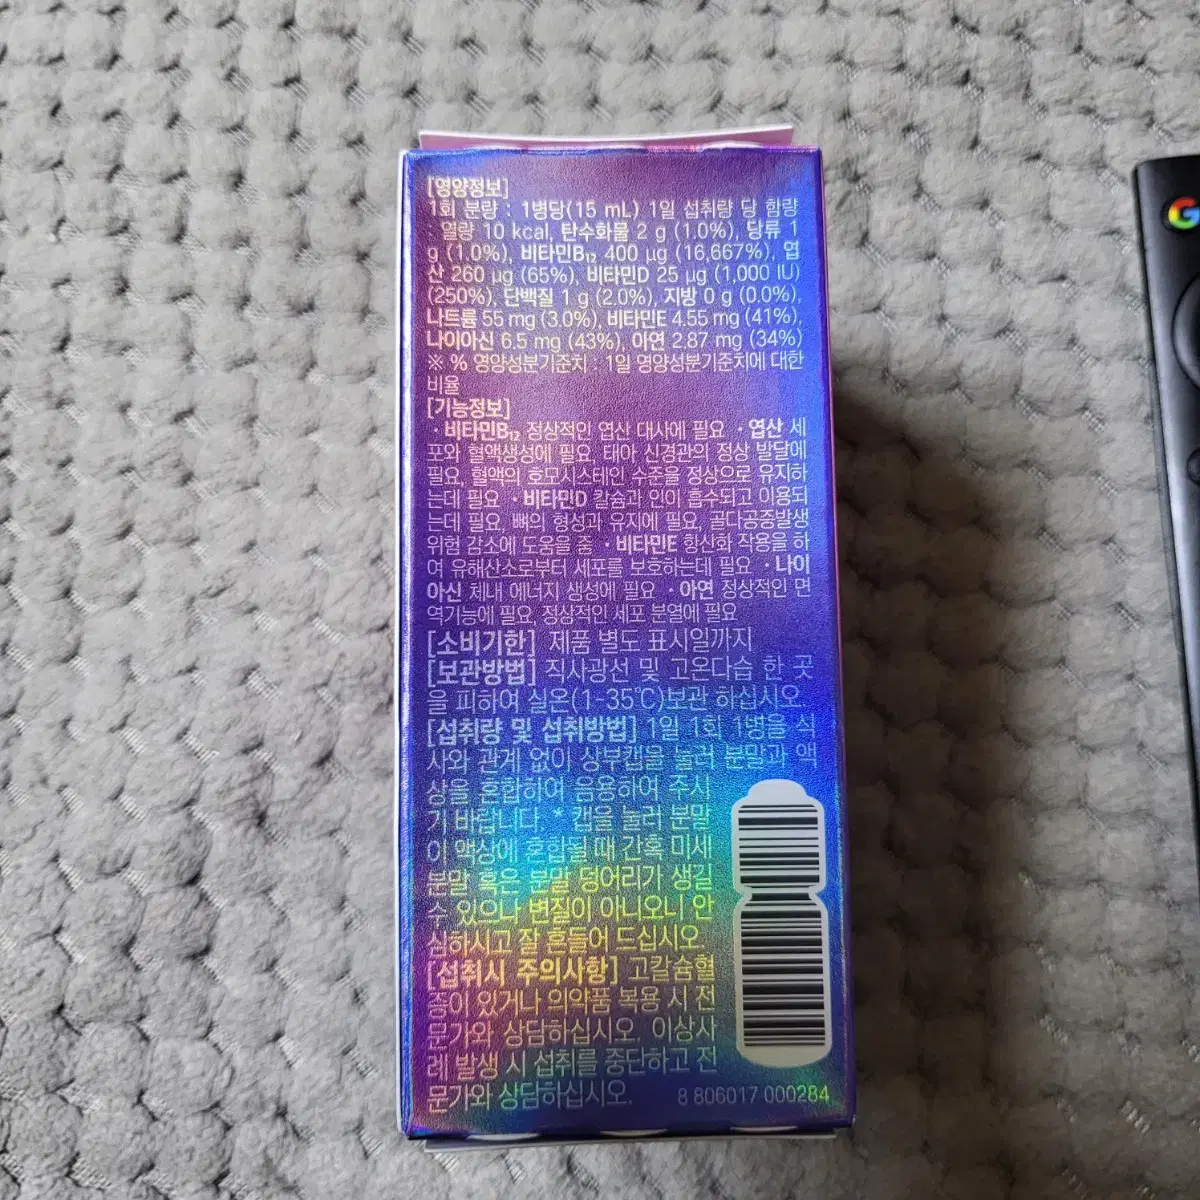 [영양정보]
1회 분량 : 1병당(15 mL) 1일 섭취량 당 함량
열량 10 kcal, 탄수화물 2 g (1.0%), 당류 1
g (1.0%), 비타민B₁₂ 400 µg (16,667%), 엽
산 260 µg (65%), 비타민D 25 µg (1,000 IU)
(250%), 단백질 1 g (2.0%), 지방 0 g (0.0%),
나트륨 55 mg (3.0%), 비타민E 4.55 mg (41%),
나이아신 6.5 mg (43%), 아연 2.87 mg (34%)
※ % 영양성분기준치 : 1일 영양성분기준치에 대한
비율
[기능정보]
· 비타민B₁₂ 정상적인 엽산 대사에 필요 · 엽산 세
포와 혈액생성에 필요, 태아 신경관의 정상 발달에
필요, 혈액의 호모시스테인 수준을 정상으로 유지하
는데 필요 · 비타민D 칼슘과 인이 흡수되고 이용되
는데 필요, 뼈의 형성과 유지에 필요, 골다공증발생
위험 감소에 도움을 줌 · 비타민E 항산화 작용을 하
여 유해산소로부터 세포를 보호하는데 필요 · 나이
아신 체내 에너지 생성에 필요 · 아연 정상적인 면
역기능에 필요, 정상적인 세포 분열에 필요
[소비기한] 제품 별도 표시일까지
[보관방법] 직사광선 및 고온다습 한 곳
을 피하여 실온(1-35℃)보관 하십시오
[섭취량 및 섭취방법] 1일 1회 1병을 식
사와 관계 없이 상부캡을 눌러 분말과 액
상을 혼합하여 음용하여 주시
기 바랍니다. * 캡을 눌러 분말
이 액상에 혼합될 때 간혹 미세
분말 혹은 분말 덩어리가 생길
수 있으나 변질이 아니오니 안
심하시고 잘 흔들어 드십시오.
[섭취시 주의사항] 고칼슘혈
증이 있거나 의약품 복용 시 전
문가와 상담하십시오. 이상사
례 발생 시 섭취를 중단하고 전
문가와 상담하십시오.
8 806017 000284
G